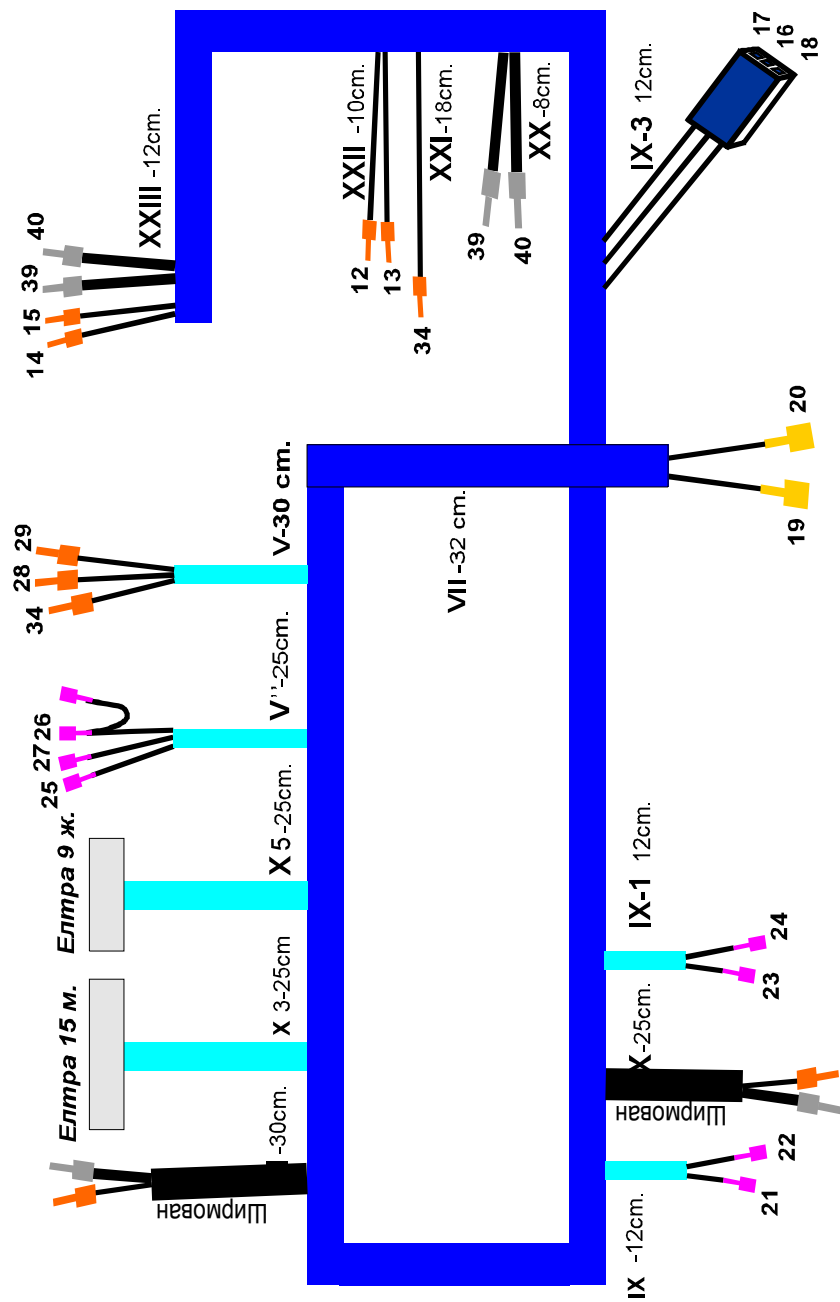 40
39
15
14
XXIII -12cm.
XXII -10cm.
12
13
XXI-18cm.
34
XX -8cm.
39
40
IX-3 12cm.
17
16
18
20
19
VII-32 cm.
V-30 cm.
29
28
34
V''-25cm.
26
27
25
X 5-25cm.
Елтра 9 ж.
X 3-25cm
Елтра 15 м.
-30cm.
Ширмован
IX-1 12cm.
24
23
X-25cm.
Ширмован
22
21
IX -12cm.